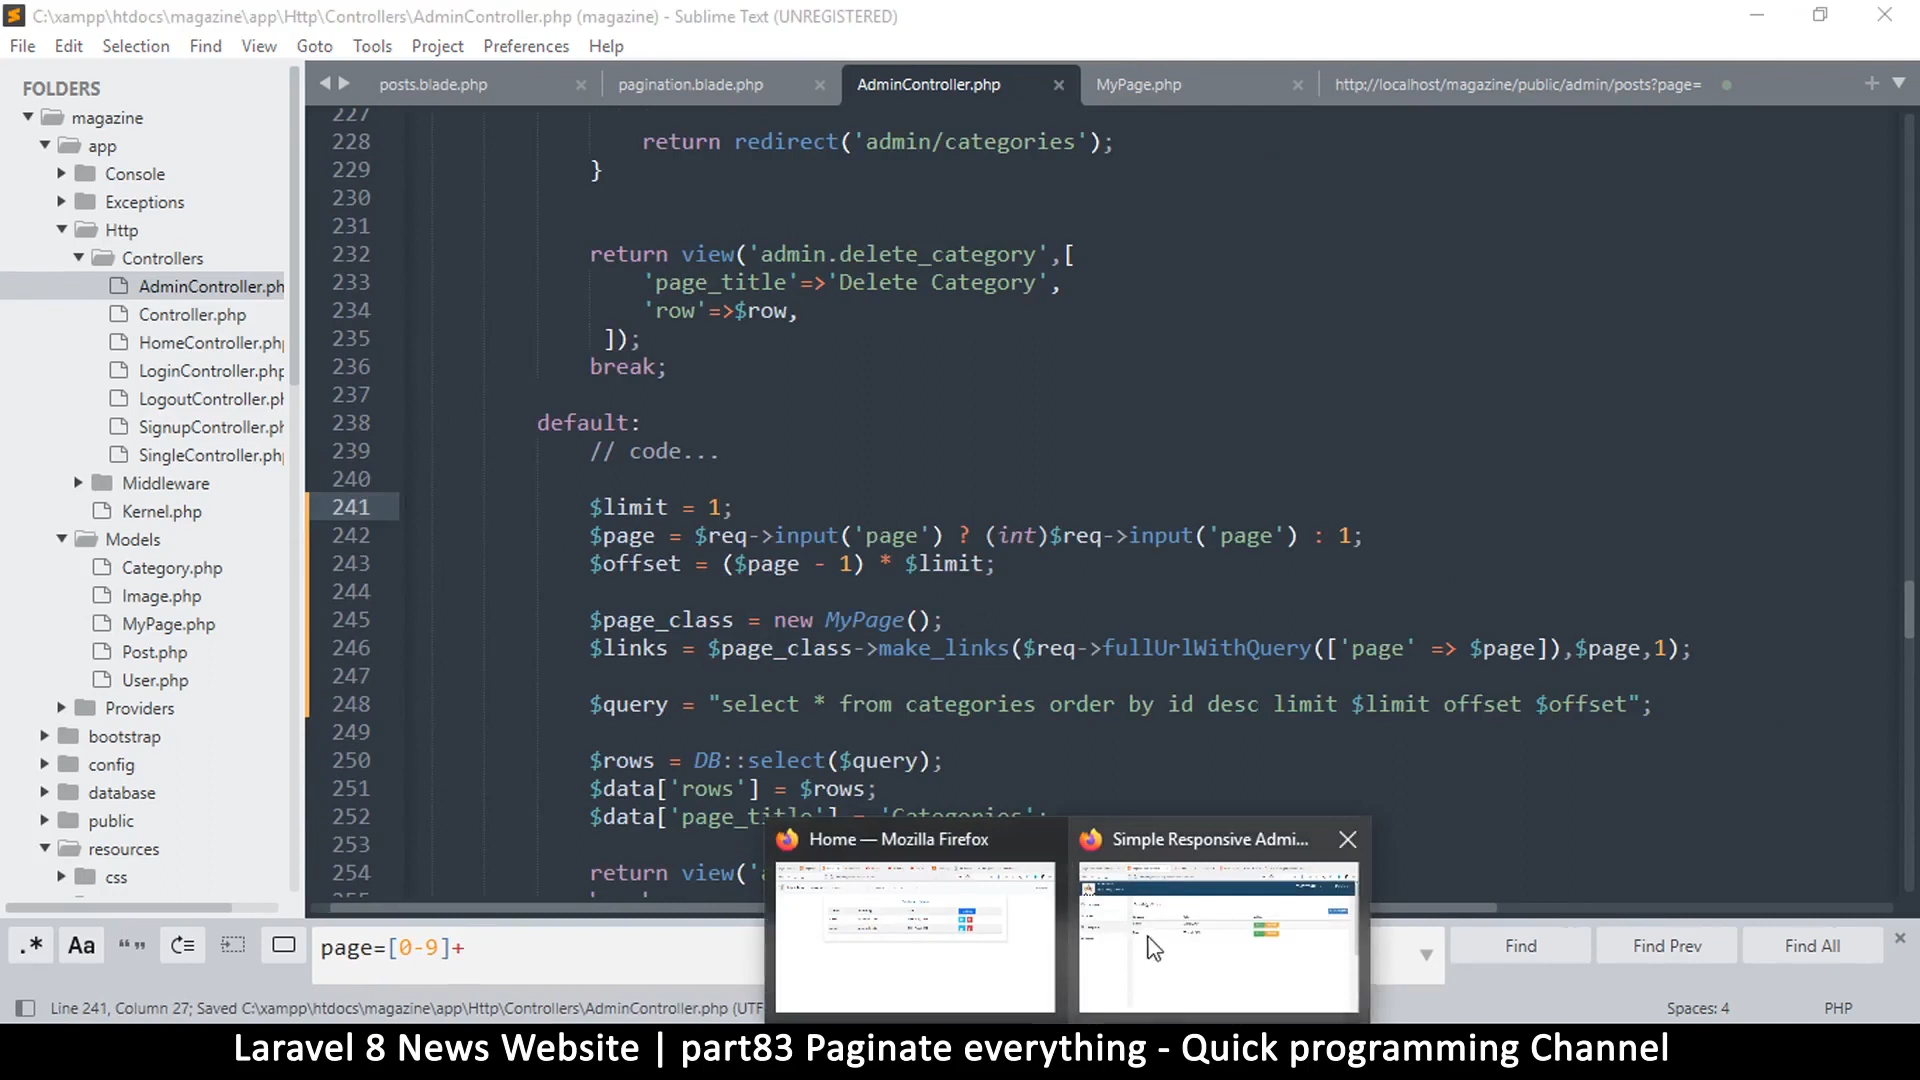 C:\xampp\htdocs\magazine\app\Http\Controllers\AdminController.php (magazine) - Sublime Text (UNREGISTERED)
File Edit Selection Find View Goto Tools Project Preferences Help
FOLDERS
magazine
app
Console
Exceptions
Http
Controllers
AdminController.ph
Controller.php
HomeController.ph
LoginController.php
LogoutController.ph
SignupController.ph
SingleController.ph
Middleware
Kernel.php
Models
Category.php
Image.php
MyPage.php
Post.php
User.php
Providers
bootstrap
config
database
public
resources
css
posts.blade.php
pagination.blade.php
AdminController.php
MyPage.php
http://localhost/magazine/public/admin/posts?page=
227
228 return redirect('admin/categories');
229 }
230
231
232 return view('admin.delete_category',[
233 'page_title'=>'Delete Category',
234 'row'=>$row,
235 ]);
236 break;
237
238 default:
239 // code...
240
241 $limit = 1;
242 $page = $req->input('page') ? (int)$req->input('page') : 1;
243 $offset = ($page - 1) * $limit;
244
245 $page_class = new MyPage();
246 $links = $page_class->make_links($req->fullUrlWithQuery(['page' => $page]),$page,1);
247
248 $query = "select * from categories order by id desc limit $limit offset $offset";
249
250 $rows = DB::select($query);
251 $data['rows'] = $rows;
252 $data['page_title'] = 'Categories';
253
254 return view('a
Home — Mozilla Firefox
Simple Responsive Admi...
.* Aa “”
page=[0-9]+
Find
Find Prev
Find All
Line 241, Column 27; Saved C:\xampp\htdocs\magazine\app\Http\Controllers\AdminController.php (UTF
Spaces: 4
PHP
Laravel 8 News Website | part83 Paginate everything - Quick programming Channel